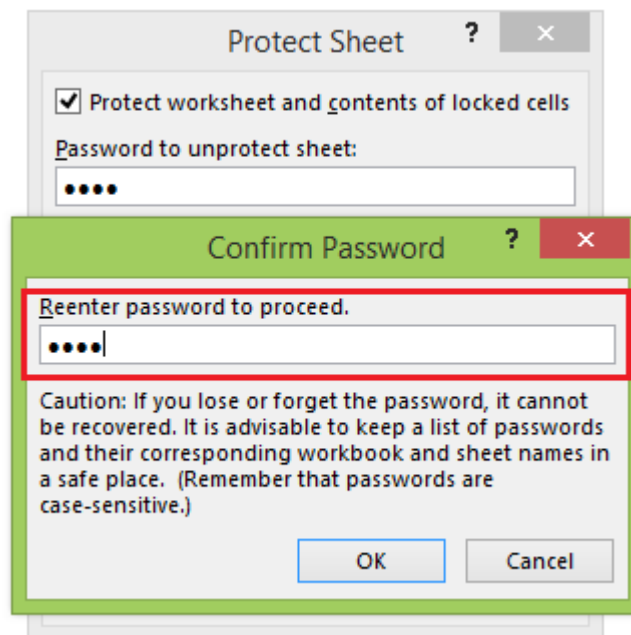 Protect Sheet ? ×
Protect worksheet and contents of locked cells
Password to unprotect sheet:
••••
Confirm Password ? ×
Reenter password to proceed.
••••
Caution: If you lose or forget the password, it cannot
be recovered. It is advisable to keep a list of passwords
and their corresponding workbook and sheet names in
a safe place. (Remember that passwords are
case-sensitive.)
OK Cancel